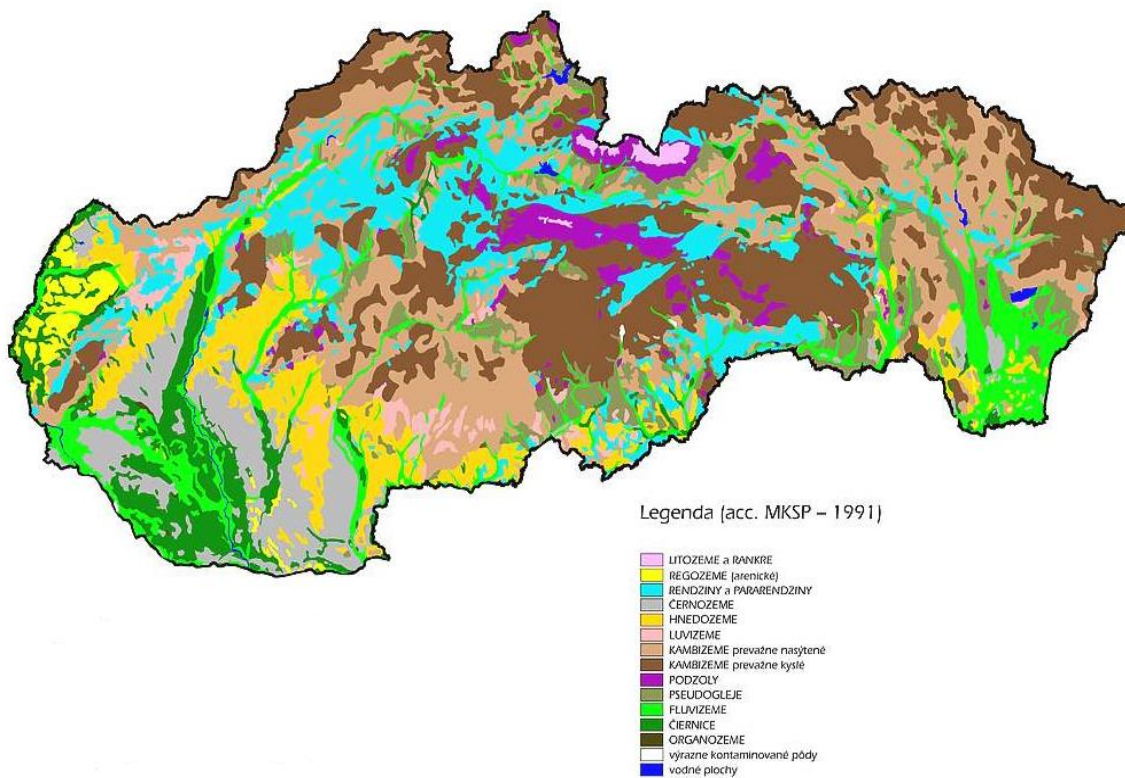 Legenda (acc. MKSP – 1991)
LITOZEME a RANKRE
REGOZEME (arenické)
RENDZINY a PARARENDZINY
ČERNOZEME
HNEDOZEME
LUVIZEME
KAMBIZEME prevažne nasýtené
KAMBIZEME prevažne kyslé
PODZOLY
PSEUDOGLEJE
FLUVIZEME
ČIERNICE
ORGANOZEME
výrazne kontaminované pôdy
vodné plochy